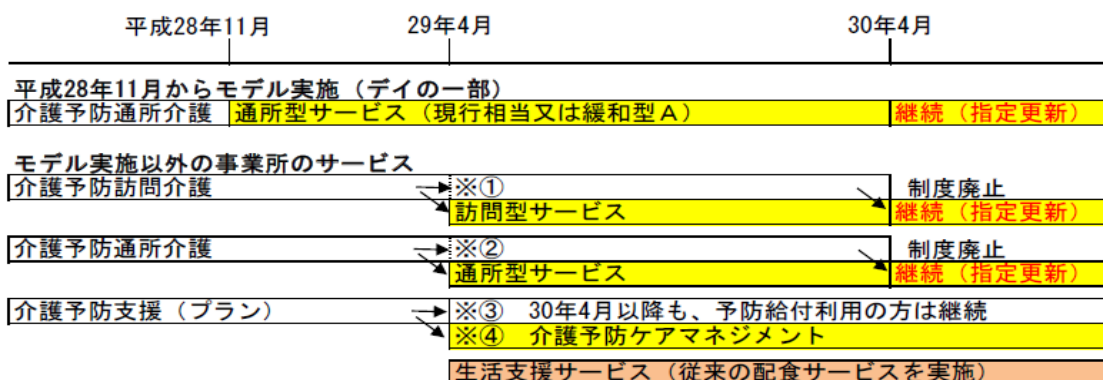 平成28年11月 29年4月 30年4月
平成28年11月からモデル実施（デイの一部）
介護予防通所介護 通所型サービス（現行相当又は緩和型A） 継続（指定更新）
モデル実施以外の事業所のサービス
介護予防訪問介護 ※① 制度廃止
訪問型サービス 継続（指定更新）
介護予防通所介護 ※② 制度廃止
通所型サービス 継続（指定更新）
介護予防支援（プラン） ※③ 30年4月以降も、予防給付利用の方は継続
※④ 介護予防ケアマネジメント
生活支援サービス（従来の配食サービスを実施）